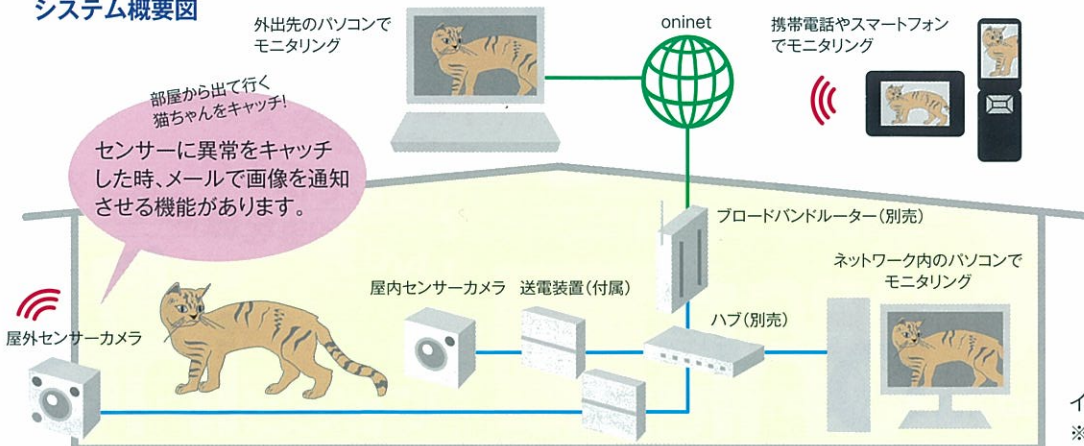 システム概要図
外出先のパソコンで
モニタリング
oninet
携帯電話やスマートフォン
でモニタリング
部屋から出て行く
猫ちゃんをキャッチ!
センサーに異常をキャッチ
した時、メールで画像を通知
させる機能があります。
ブロードバンドルーター(別売)
ネットワーク内のパソコンで
モニタリング
屋内センサーカメラ
送電装置(付属)
ハブ(別売)
屋外センサーカメラ
イ
※